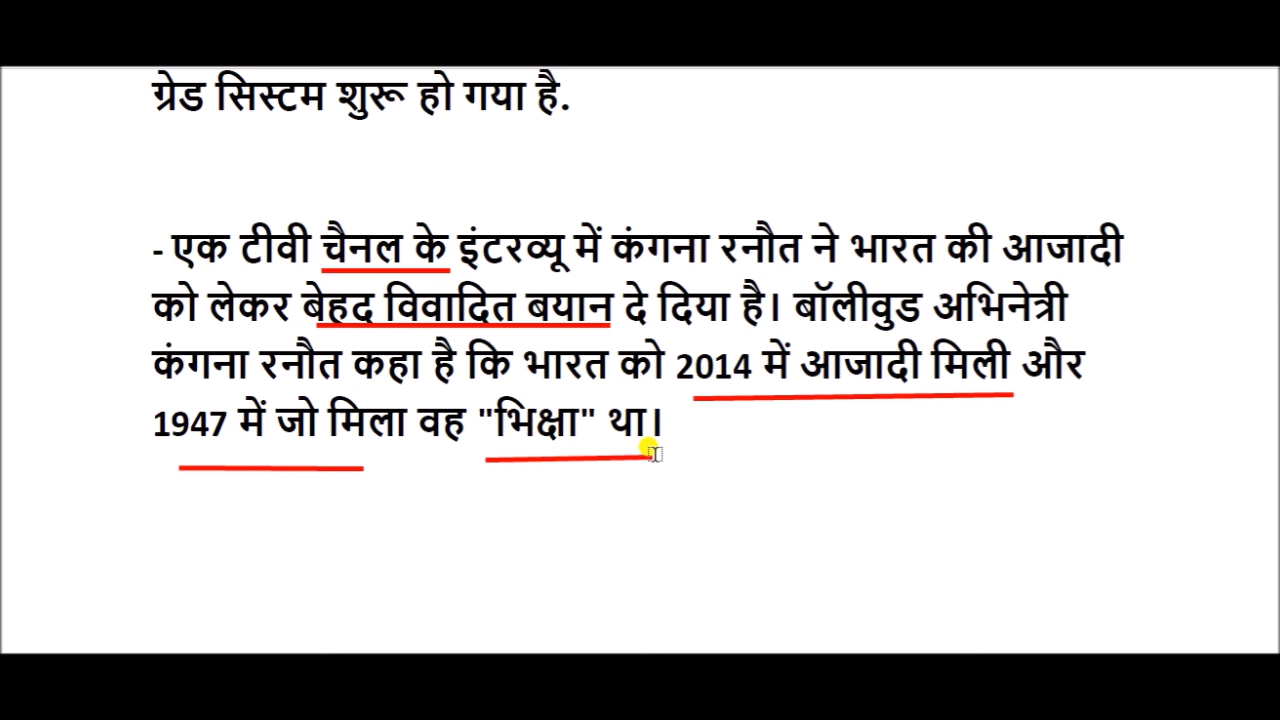 ग्रेड सिस्टम शुरू हो गया है.
- एक टीवी चैनल के इंटरव्यू में कंगना रनौत ने भारत की आजादी
को लेकर बेहद विवादित बयान दे दिया है। बॉलीवुड अभिनेत्री
कंगना रनौत कहा है कि भारत को 2014 में आजादी मिली और
1947 में जो मिला वह "भिक्षा" था।